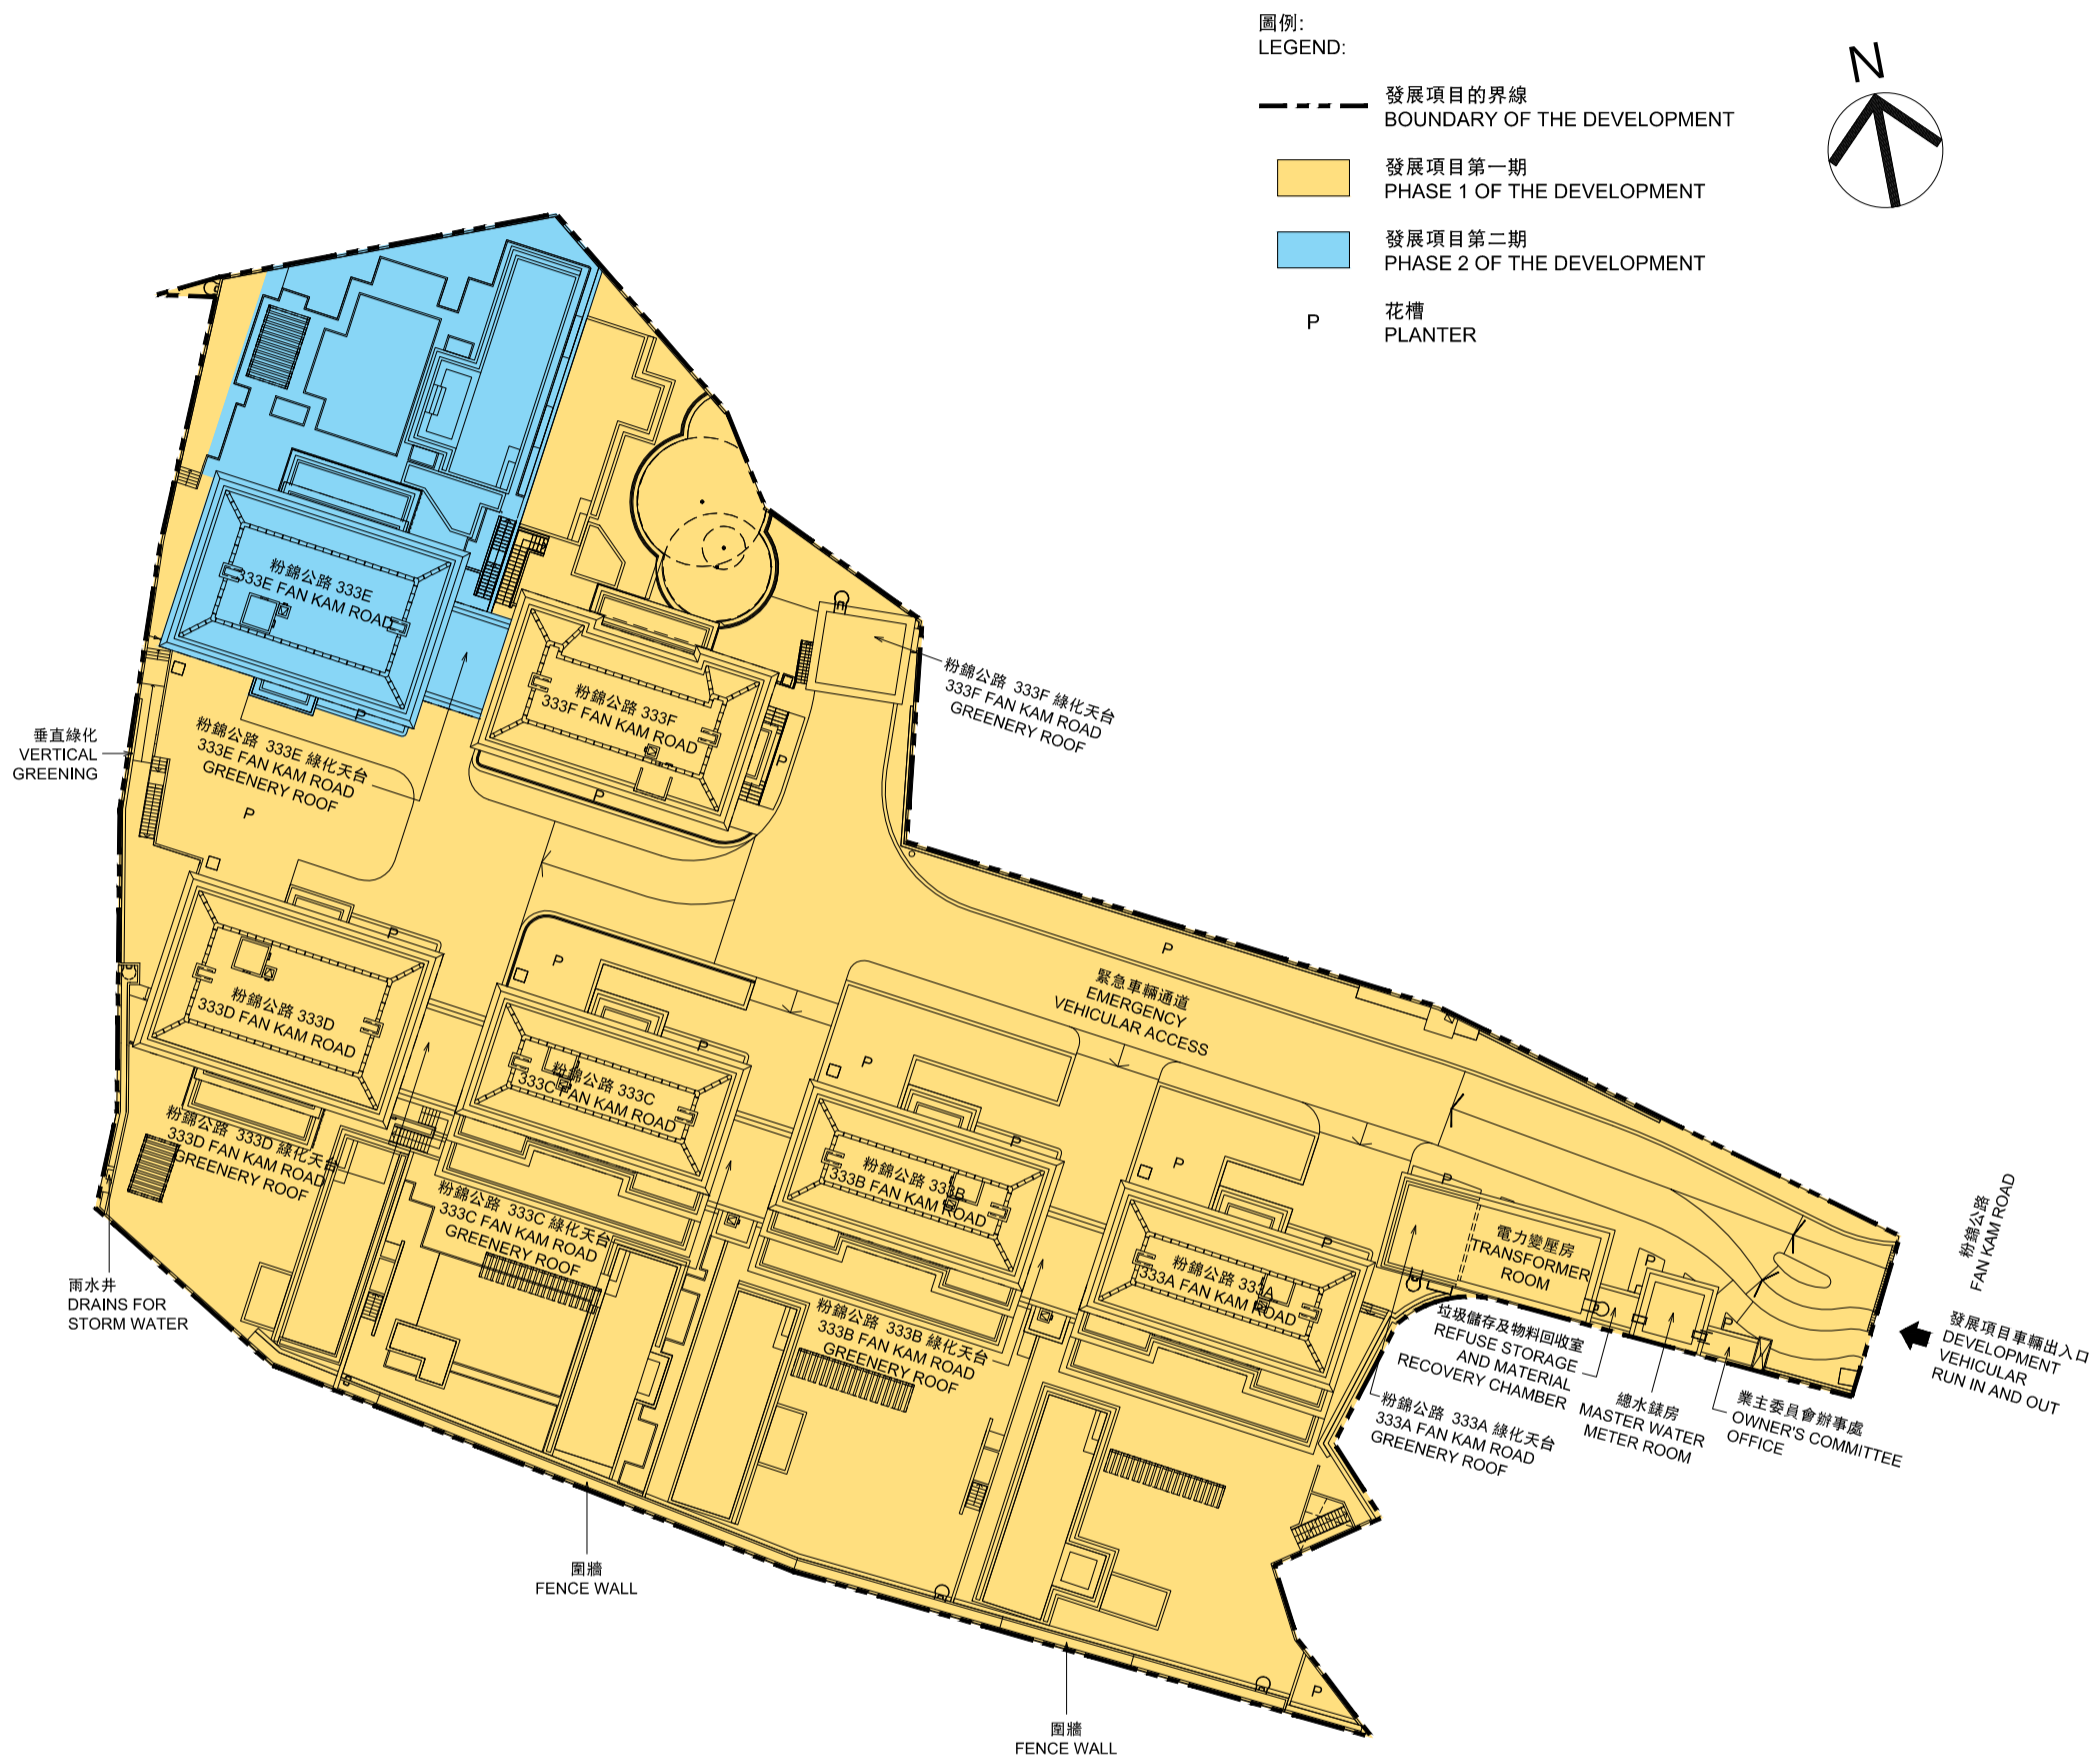 圖例:
LEGEND:
發展項目的界線
BOUNDARY OF THE DEVELOPMENT
發展項目第一期
PHASE 1 OF THE DEVELOPMENT
發展項目第二期
PHASE 2 OF THE DEVELOPMENT
P
花槽
PLANTER
N
粉錦公路 333E
333E FAN KAM ROAD
P
粉錦公路 333F
333F FAN KAM ROAD
P
P
粉錦公路 333F 綠化天台
333F FAN KAM ROAD
GREENERY ROOF
垂直綠化
VERTICAL
GREENING
粉錦公路 333E 綠化天台
333E FAN KAM ROAD
GREENERY ROOF
P
P
P
P
緊急車輛通道
EMERGENCY
VEHICULAR ACCESS
粉錦公路 333D
333D FAN KAM ROAD
P
P
粉錦公路 333C
333C FAN KAM ROAD
P
P
粉錦公路 333B
333B FAN KAM ROAD
P
P
粉錦公路 333A
333A FAN KAM ROAD
粉錦公路 333D 綠化天台
333D FAN KAM ROAD
GREENERY ROOF
粉錦公路 333C 綠化天台
333C FAN KAM ROAD
GREENERY ROOF
粉錦公路 333B 綠化天台
333B FAN KAM ROAD
GREENERY ROOF
P
電力變壓房
TRANSFORMER
ROOM
P
P
粉錦公路
FAN KAM ROAD
發展項目車輛出入口
DEVELOPMENT
VEHICULAR
RUN IN AND OUT
垃圾儲存及物料回收室
REFUSE STORAGE
AND MATERIAL
RECOVERY CHAMBER
粉錦公路 333A 綠化天台
333A FAN KAM ROAD
GREENERY ROOF
總水錶房
MASTER WATER
METER ROOM
業主委員會辦事處
OWNER'S COMMITTEE
OFFICE
雨水井
DRAINS FOR
STORM WATER
圍牆
FENCE WALL
P
圍牆
FENCE WALL